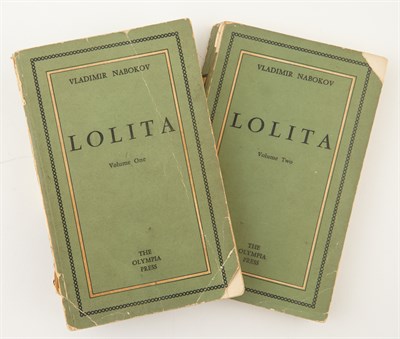 VLADIMIR NABOKOV
LOLITA
Volume One
THE
OLYMPIA
PRESS
VLADIMIR NABOKOV
LOLITA
Volume Two
THE
OLYMPIA
PRESS